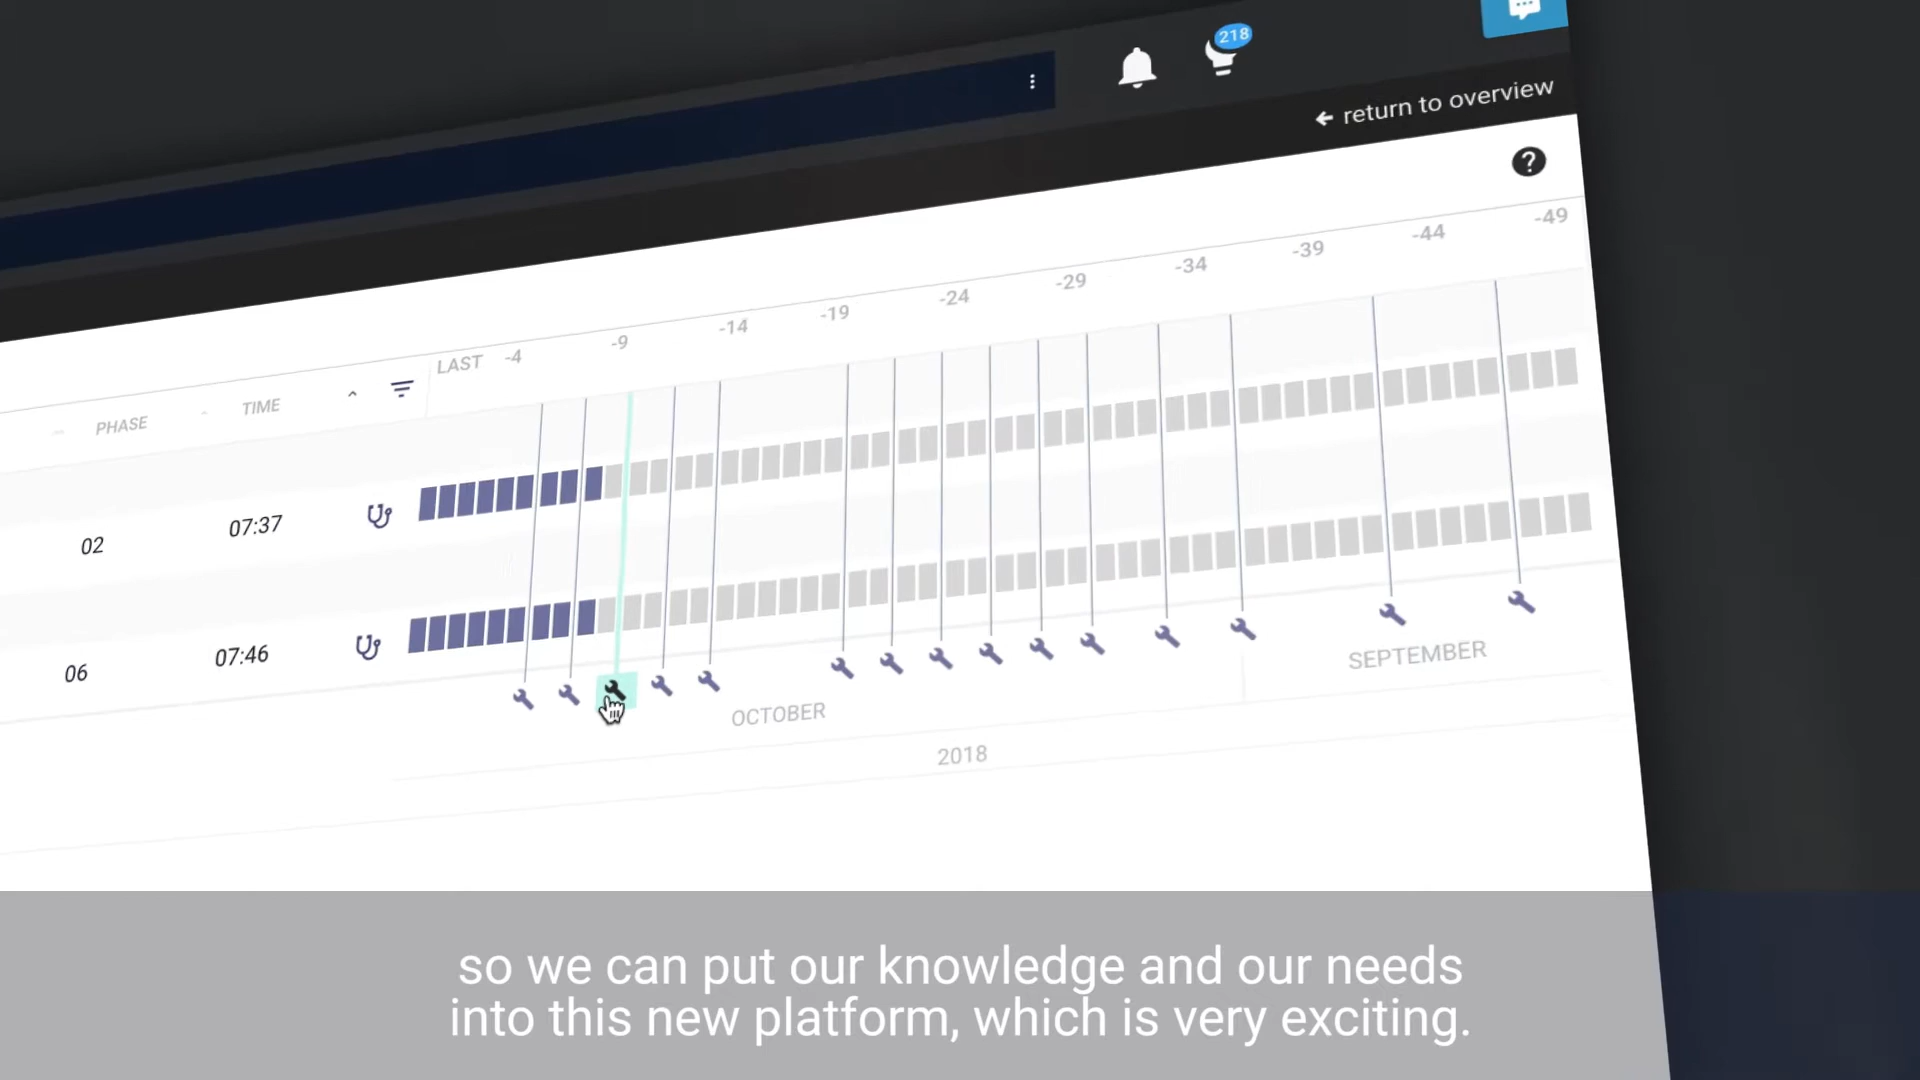 218
← return to overview
?
PHASE TIME LAST -4 -9 -14 -19 -24 -29 -34 -39 -44 -49
02 07:37
06 07:46
OCTOBER SEPTEMBER
2018
so we can put our knowledge and our needs
into this new platform, which is very exciting.